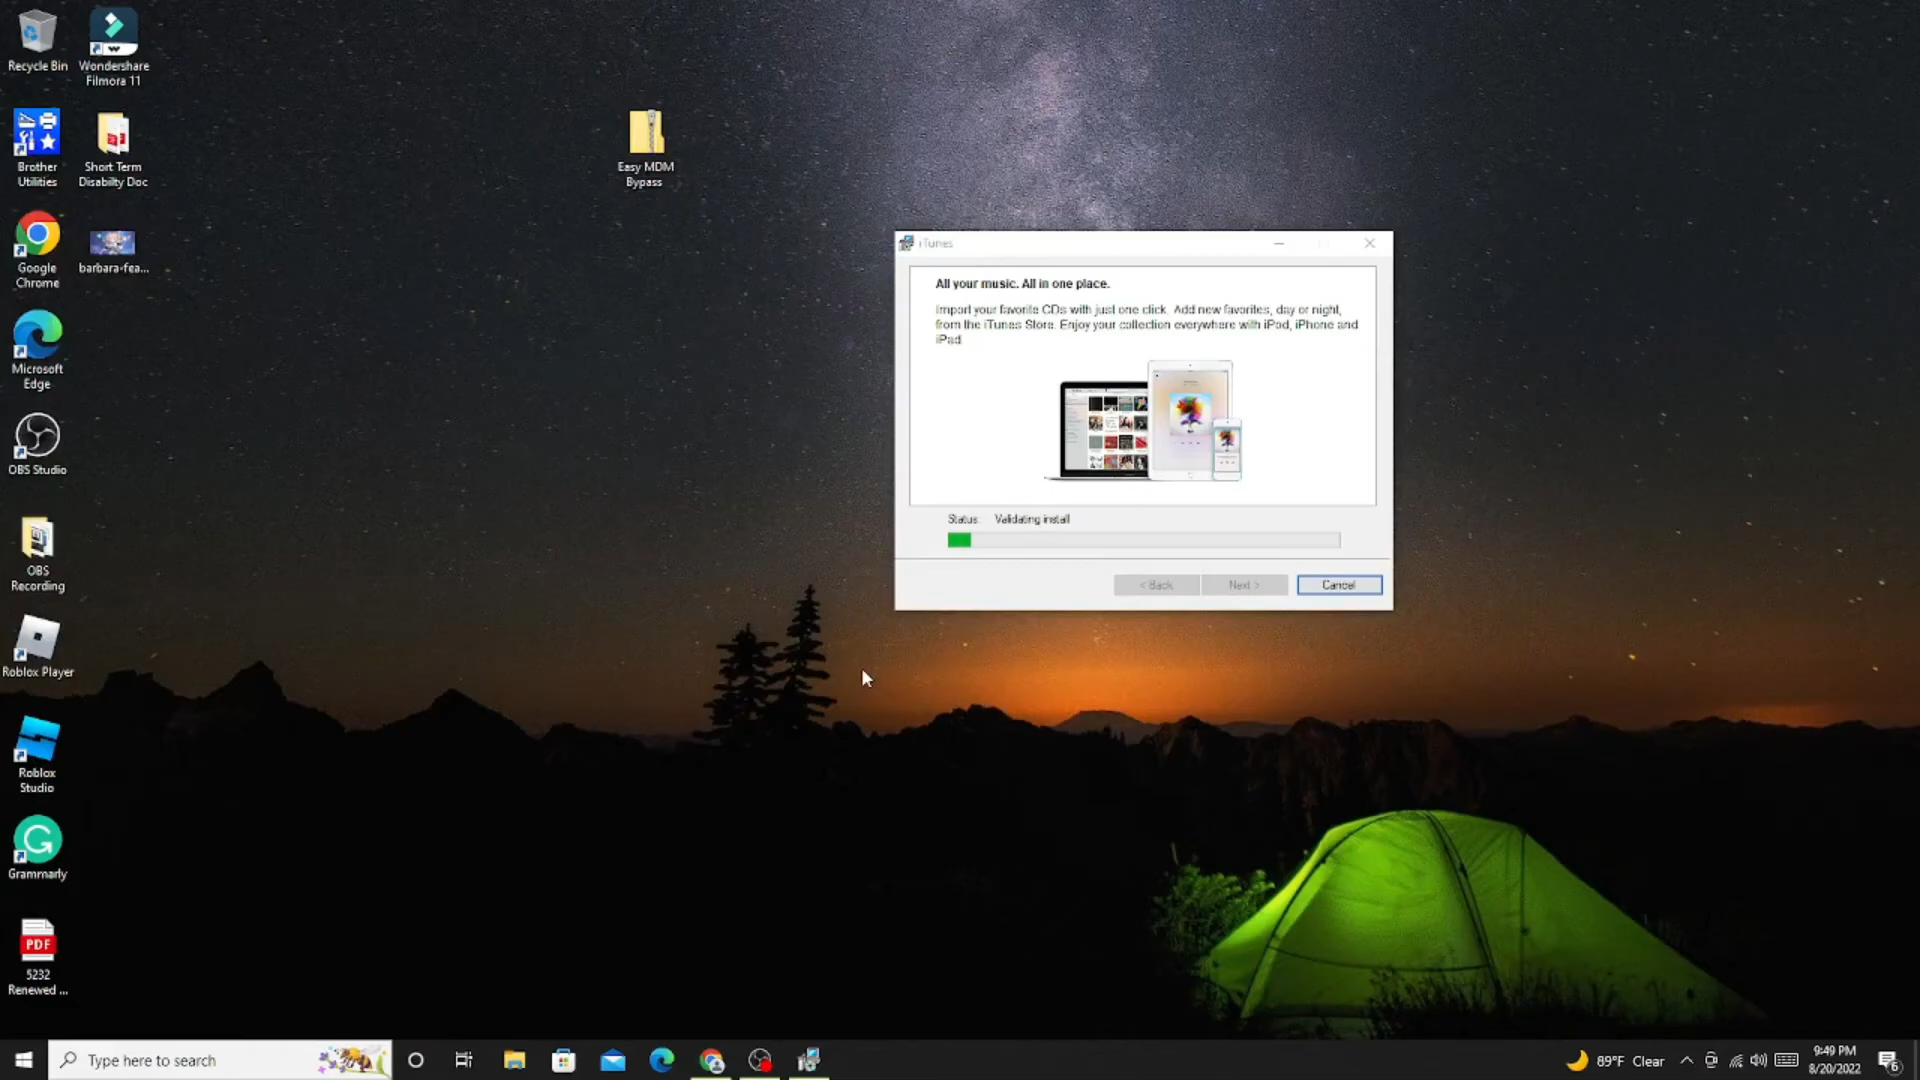 Recycle Bin
Wondershare
Filmora 11
Brother
Utilities
Short Term
Disabilty Doc
Google
Chrome
barbara-fea...
Microsoft
Edge
OBS Studio
OBS
Recording
Roblox Player
Roblox
Studio
Grammarly
PDF
5232
Renewed ...
Easy MDM
Bypass
iTunes
All your music. All in one place.
Import your favorite CDs with just one click. Add new favorites, day or night,
from the iTunes Store. Enjoy your collection everywhere with iPod, iPhone and
iPad.
Status: Validating install
< Back
Next >
Cancel
Type here to search
89°F Clear
9:49 PM
8/20/2022
6